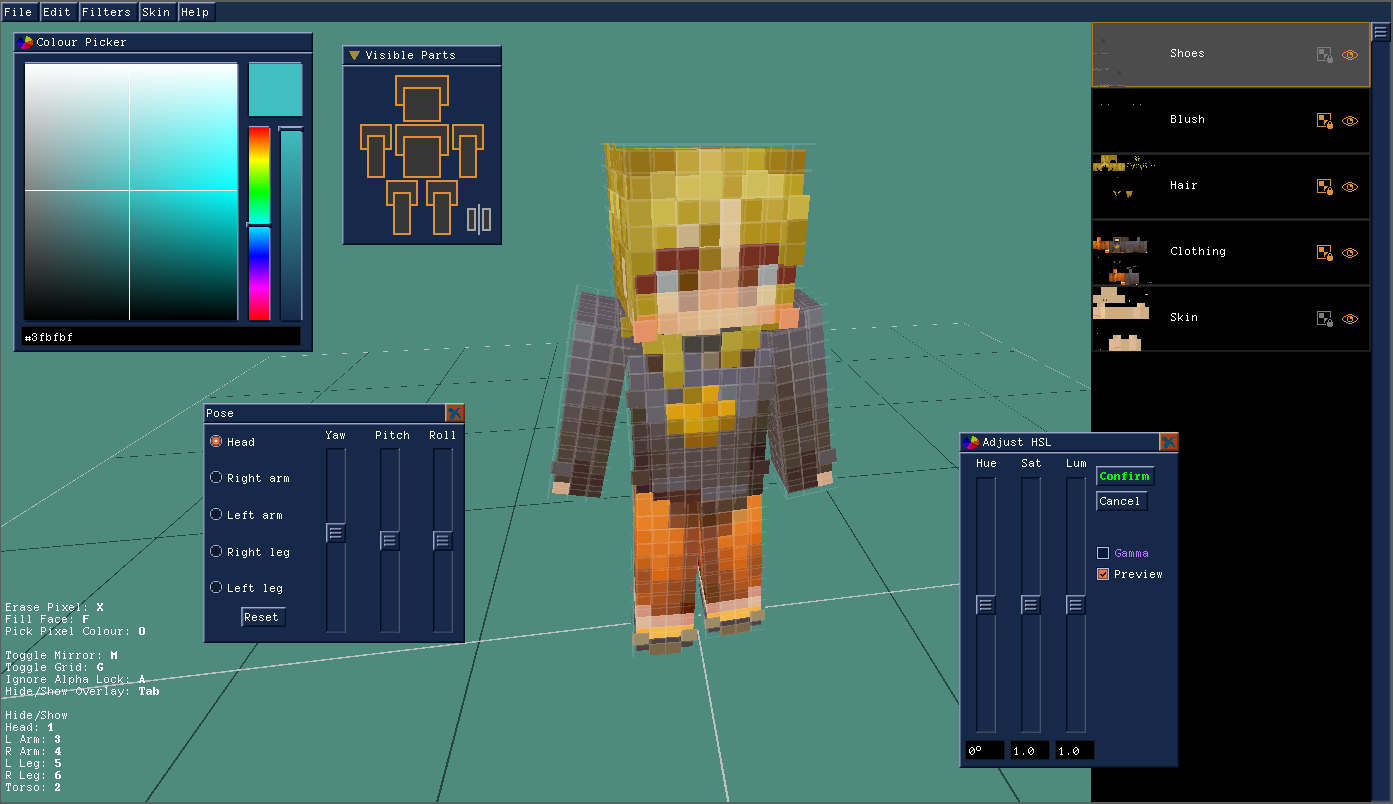 File Edit Filters Skin Help
Colour Picker
#3fbfbf
Visible Parts
Shoes
Blush
Hair
Clothing
Skin
Pose
Yaw Pitch Roll
Head
Right arm
Left arm
Right leg
Left leg
Reset
Adjust HSL
Hue Sat Lum
Confirm
Cancel
Gamma
Preview
0º 1.0 1.0
Erase Pixel: X
Fill Face: F
Pick Pixel Colour: O
Toggle Mirror: M
Toggle Grid: G
Ignore Alpha Lock: A
Hide/Show Overlay: Tab
Hide/Show
Head: 1
L Arm: 3
R Arm: 4
L Leg: 5
R Leg: 6
Torso: 2